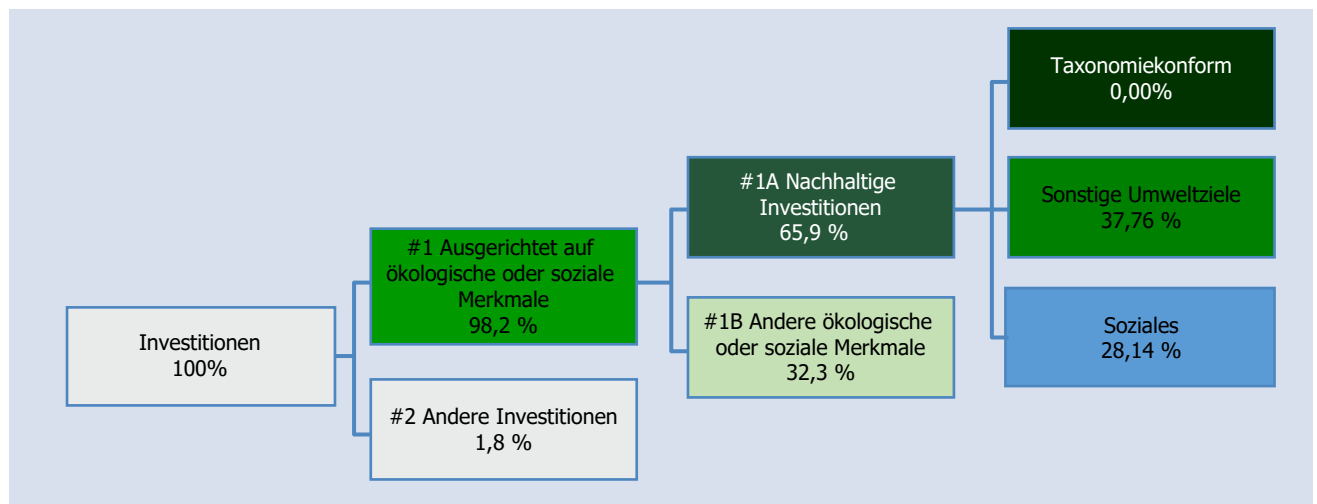 Taxonomiekonform
0,00%
#1A Nachhaltige
Investitionen
65,9 %
Sonstige Umweltziele
37,76 %
#1 Ausgerichtet auf
ökologische oder soziale
Merkmale
98,2 %
Investitionen
100%
#1B Andere ökologische
oder soziale Merkmale
32,3 %
Soziales
28,14 %
#2 Andere Investitionen
1,8 %